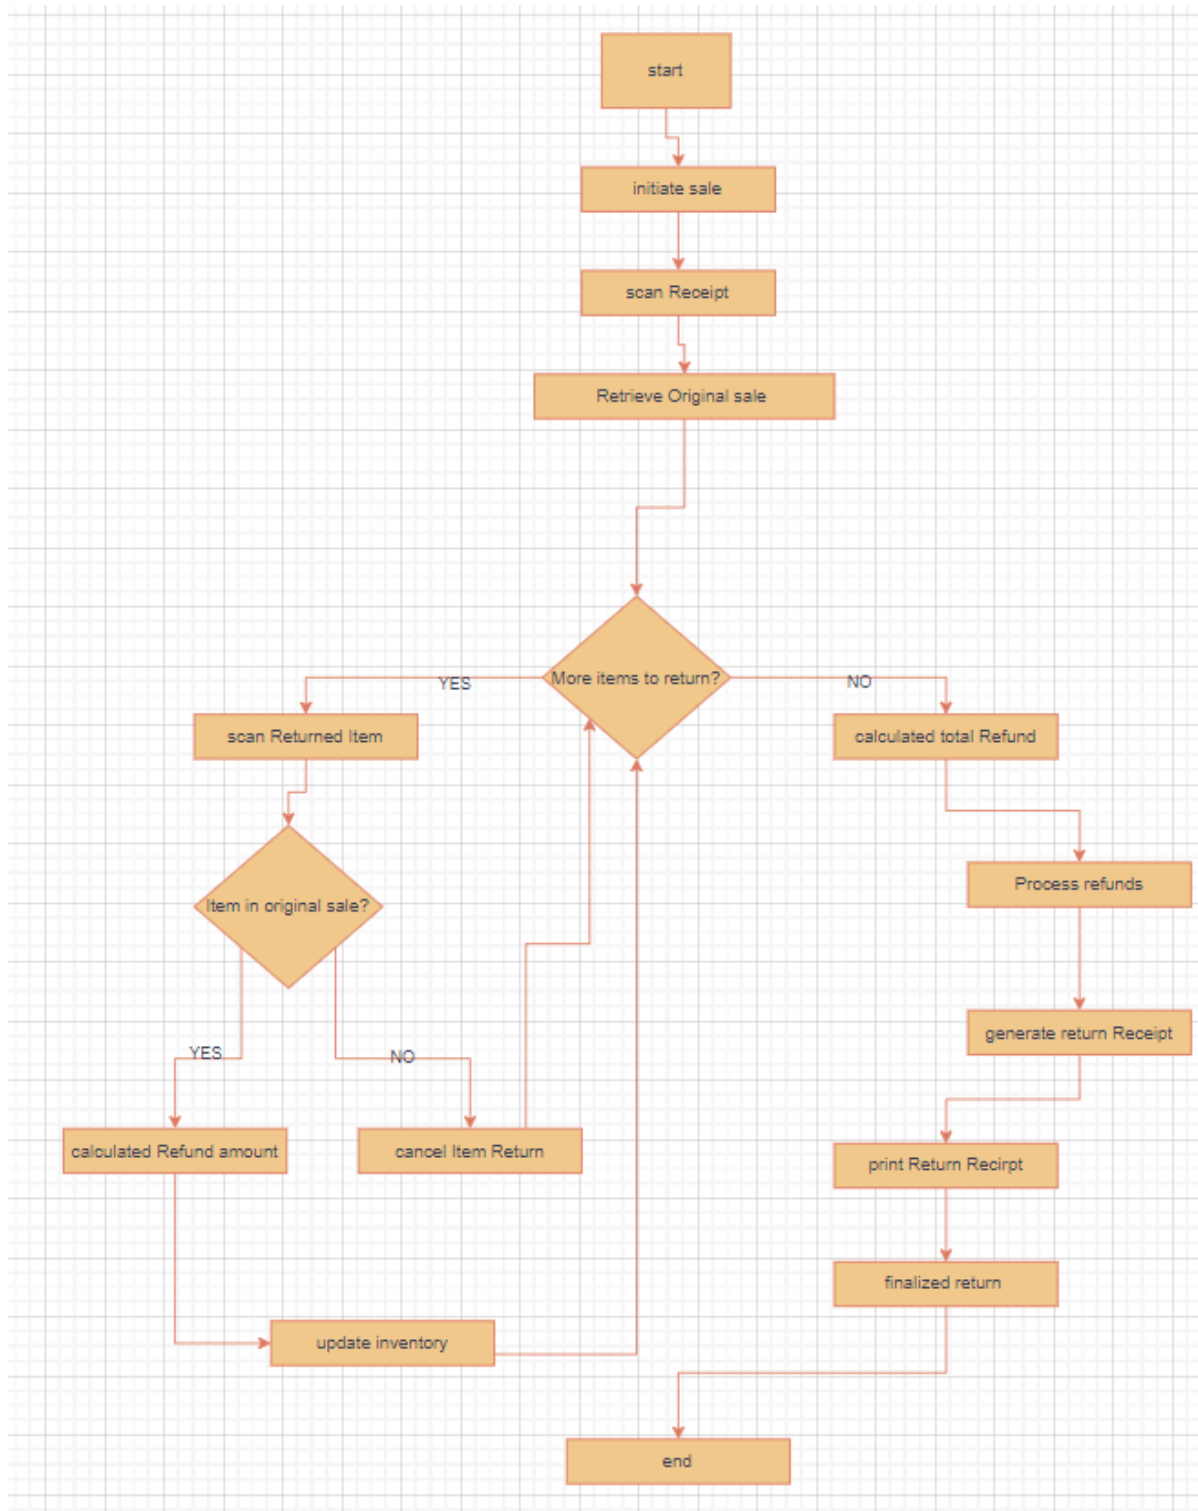 start
initiate sale
scan Receipt
Retrieve Original sale
More items to return?
YES
NO
scan Returned Item
calculated total Refund
Item in original sale?
Process refunds
YES
NO
generate return Receipt
calculated Refund amount
cancel Item Return
print Return Recirpt
finalized return
update inventory
end